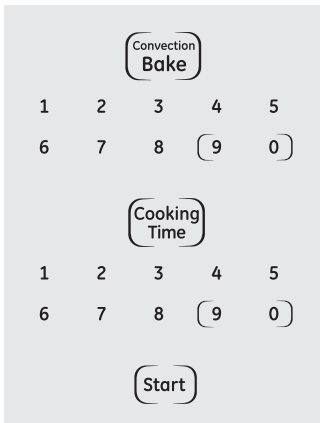 Convection
Bake
1 2 3 4 5
6 7 8 9 0
Cooking
Time
1 2 3 4 5
6 7 8 9 0
Start